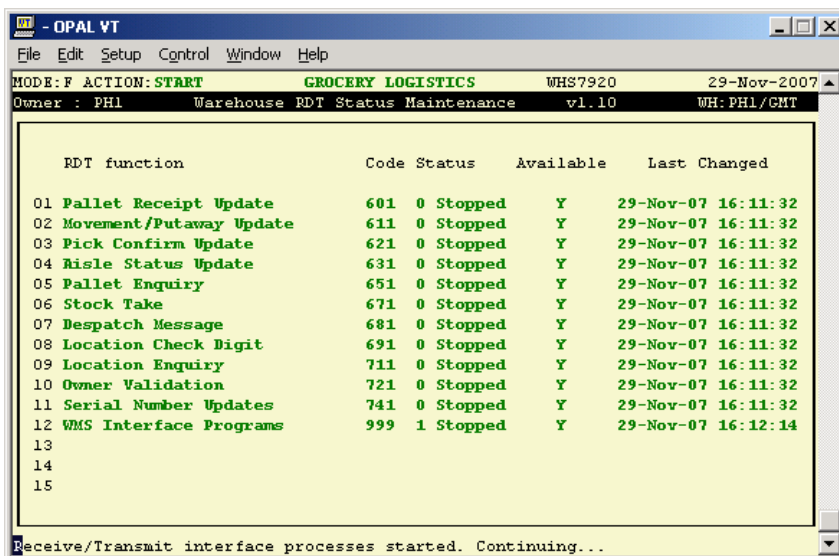 - OPAL VT
File Edit Setup Control Window Help
MODE:F ACTION:START GROCERY LOGISTICS WHS7920 29-Nov-2007
Owner : PH1 Warehouse RDT Status Maintenance v1.10 WH:PH1/GMT
RDT function Code Status Available Last Changed
01 Pallet Receipt Update 601 0 Stopped Y 29-Nov-07 16:11:32
02 Movement/Putaway Update 611 0 Stopped Y 29-Nov-07 16:11:32
03 Pick Confirm Update 621 0 Stopped Y 29-Nov-07 16:11:32
04 Aisle Status Update 631 0 Stopped Y 29-Nov-07 16:11:32
05 Pallet Enquiry 651 0 Stopped Y 29-Nov-07 16:11:32
06 Stock Take 671 0 Stopped Y 29-Nov-07 16:11:32
07 Despatch Message 681 0 Stopped Y 29-Nov-07 16:11:32
08 Location Check Digit 691 0 Stopped Y 29-Nov-07 16:11:32
09 Location Enquiry 711 0 Stopped Y 29-Nov-07 16:11:32
10 Owner Validation 721 0 Stopped Y 29-Nov-07 16:11:32
11 Serial Number Updates 741 0 Stopped Y 29-Nov-07 16:11:32
12 WMS Interface Programs 999 1 Stopped Y 29-Nov-07 16:12:14
13
14
15
Receive/Transmit interface processes started. Continuing...